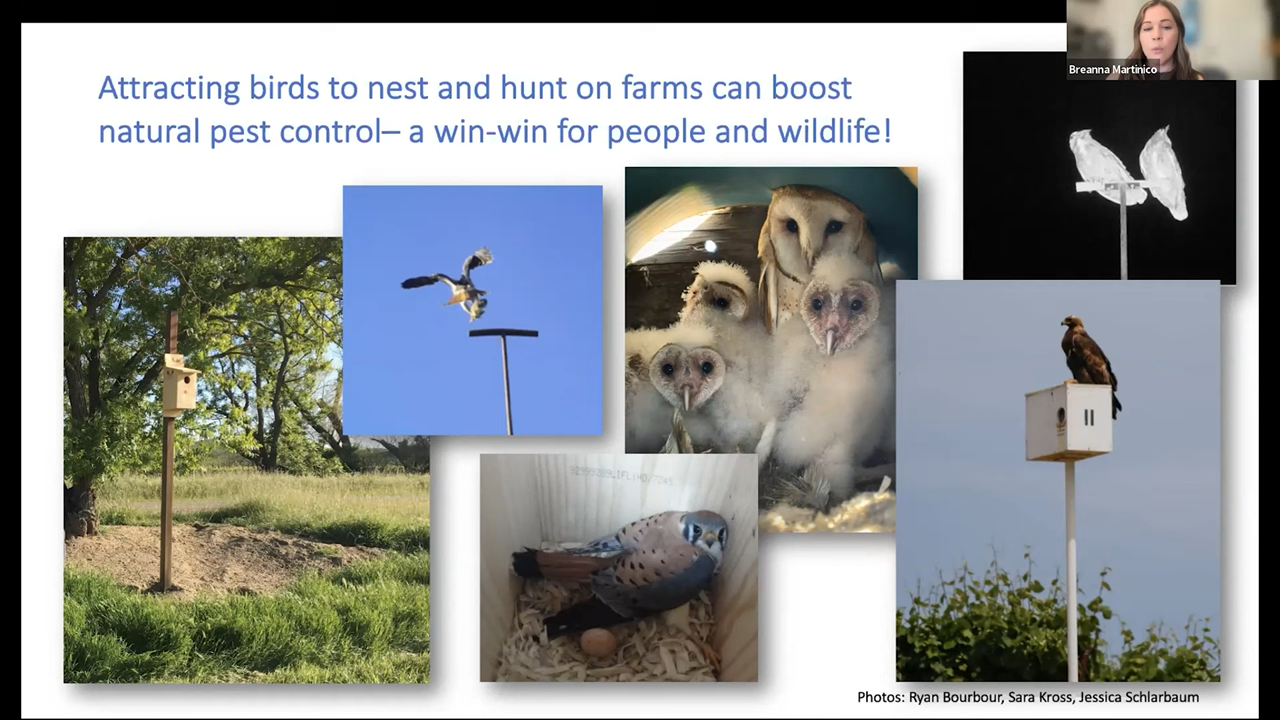 Breanna Martinico
Attracting birds to nest and hunt on farms can boost
natural pest control– a win-win for people and wildlife!
Photos: Ryan Bourbour, Sara Kross, Jessica Schlarbaum